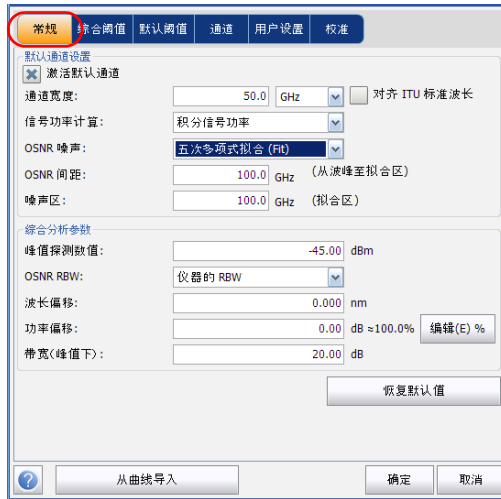 常规 综合阈值 默认阈值 通道 用户设置 校准
默认通道设置
激活默认通道
通道宽度: 50.0 GHz 对齐 ITU 标准波长
信号功率计算: 积分信号功率
OSNR 噪声: 五次多项式拟合 (Fit)
OSNR 间距: 100.0 GHz (从波峰至拟合区)
噪声区: 100.0 GHz (拟合区)
综合分析参数
峰值探测数值: -45.00 dBm
OSNR RBW: 仪器的 RBW
波长偏移: 0.000 nm
功率偏移: 0.00 dB ≈100.0% 编辑(E) %
带宽(峰值下): 20.00 dB
恢复默认值
? 从曲线导入 确定 取消